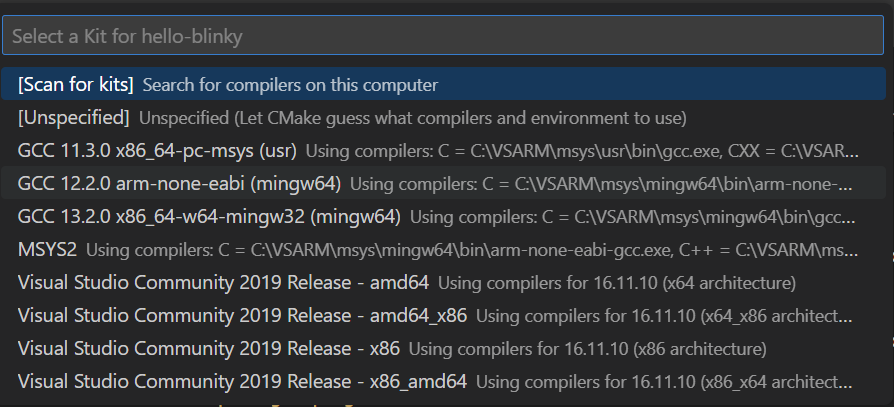 Select a Kit for hello-blinky
[Scan for kits] Search for compilers on this computer
[Unspecified] Unspecified (Let CMake guess what compilers and environment to use)
GCC 11.3.0 x86_64-pc-msys (usr) Using compilers: C = C:\VSARM\msys\usr\bin\gcc.exe, CXX = C:\VSAR...
GCC 12.2.0 arm-none-eabi (mingw64) Using compilers: C = C:\VSARM\msys\mingw64\bin\arm-none-...
GCC 13.2.0 x86_64-w64-mingw32 (mingw64) Using compilers: C = C:\VSARM\msys\mingw64\bin\gcc...
MSYS2 Using compilers: C = C:\VSARM\msys\mingw64\bin\arm-none-eabi-gcc.exe, C++ = C:\VSARM\ms...
Visual Studio Community 2019 Release - amd64 Using compilers for 16.11.10 (x64 architecture)
Visual Studio Community 2019 Release - amd64_x86 Using compilers for 16.11.10 (x64_x86 architect...
Visual Studio Community 2019 Release - x86 Using compilers for 16.11.10 (x86 architecture)
Visual Studio Community 2019 Release - x86_amd64 Using compilers for 16.11.10 (x86_x64 architect...